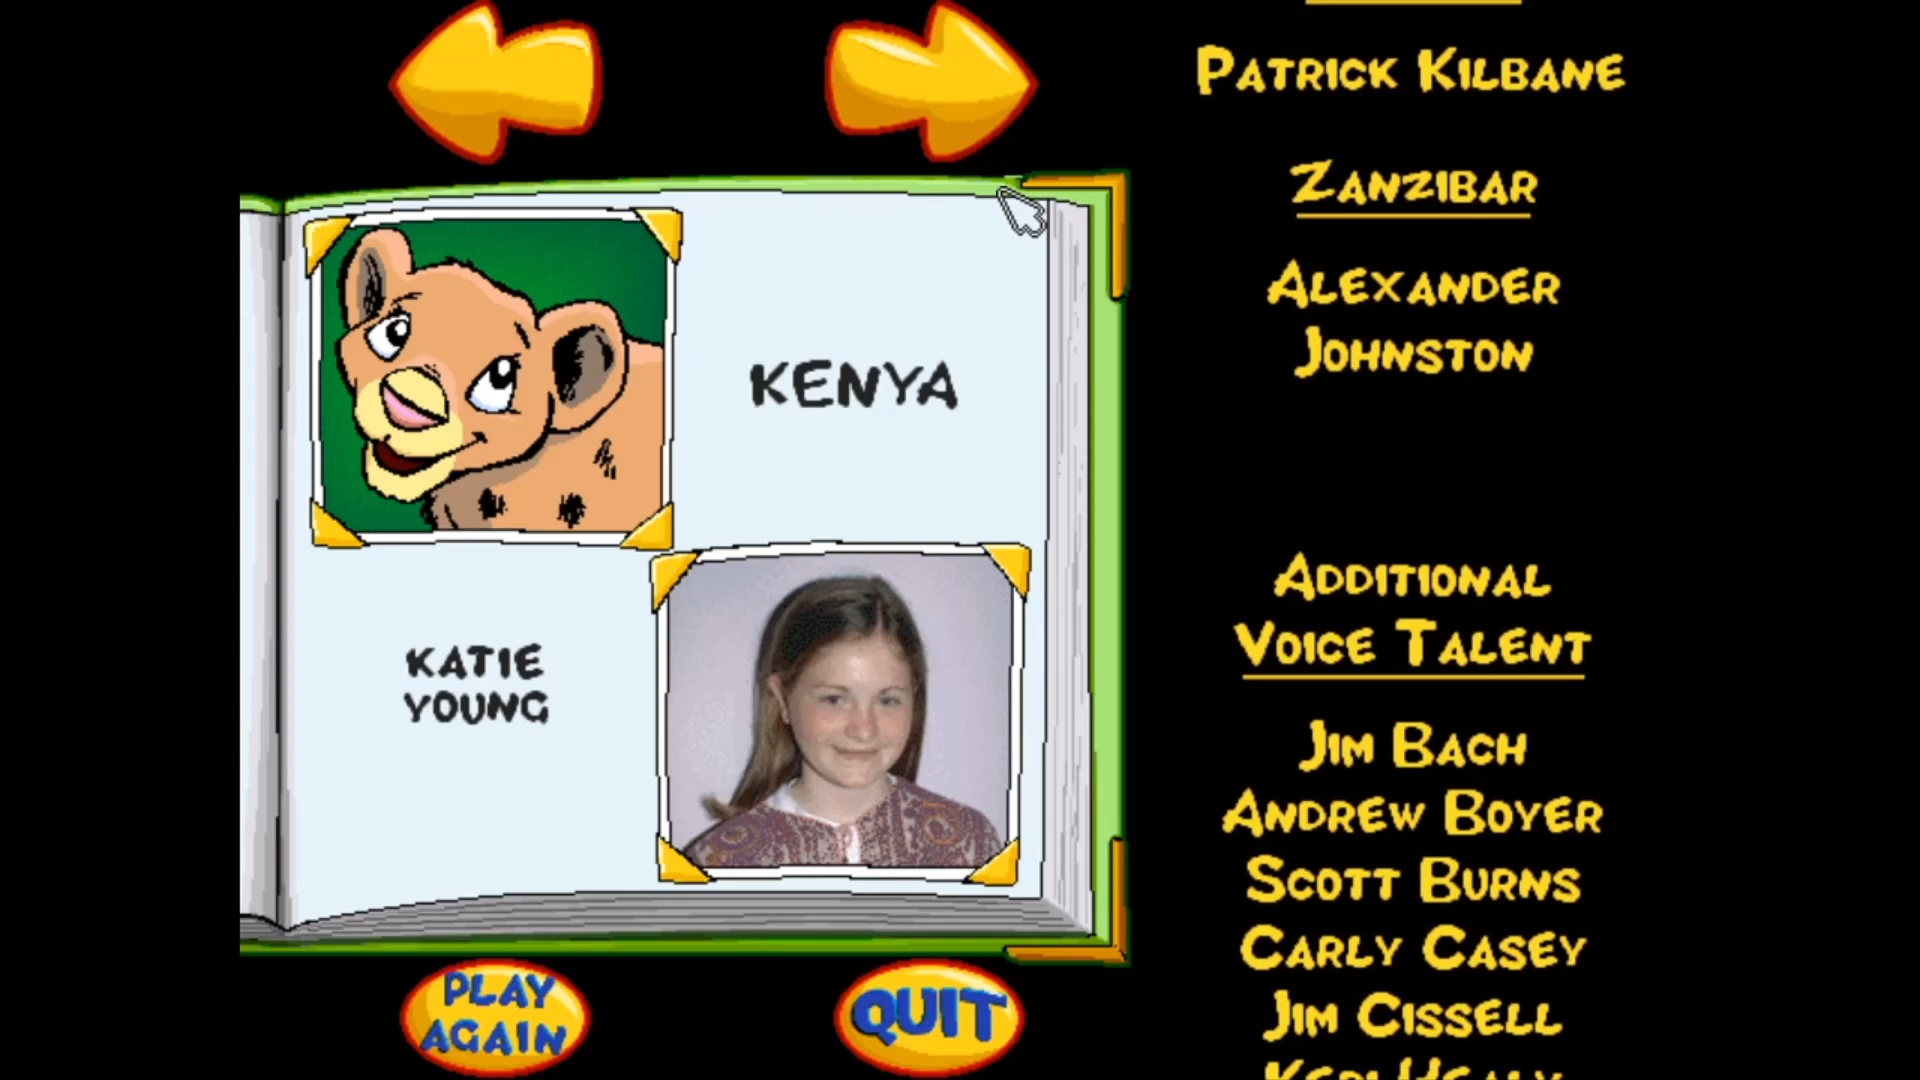 KENYA
KATIE
YOUNG
PLAY
AGAIN
QUIT
PATRICK KILBANE
ZANZIBAR
ALEXANDER
JOHNSTON
ADDITIONAL
VOICE TALENT
JIM BACH
ANDREW BOYER
SCOTT BURNS
CARLY CASEY
JIM CISSELL